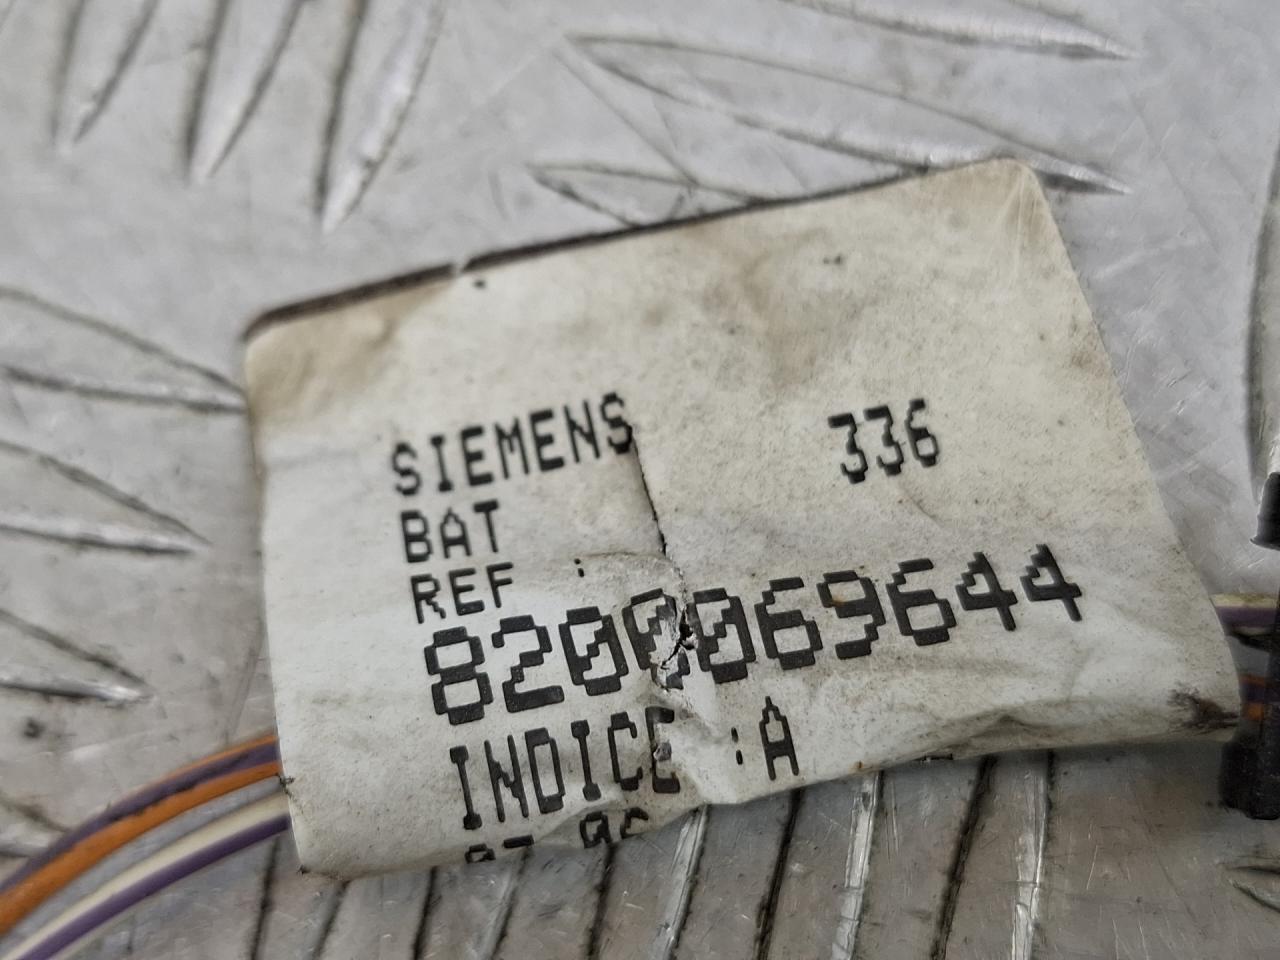 SIEMENS 336
BAT
REF :
8200069644
INDICE :A